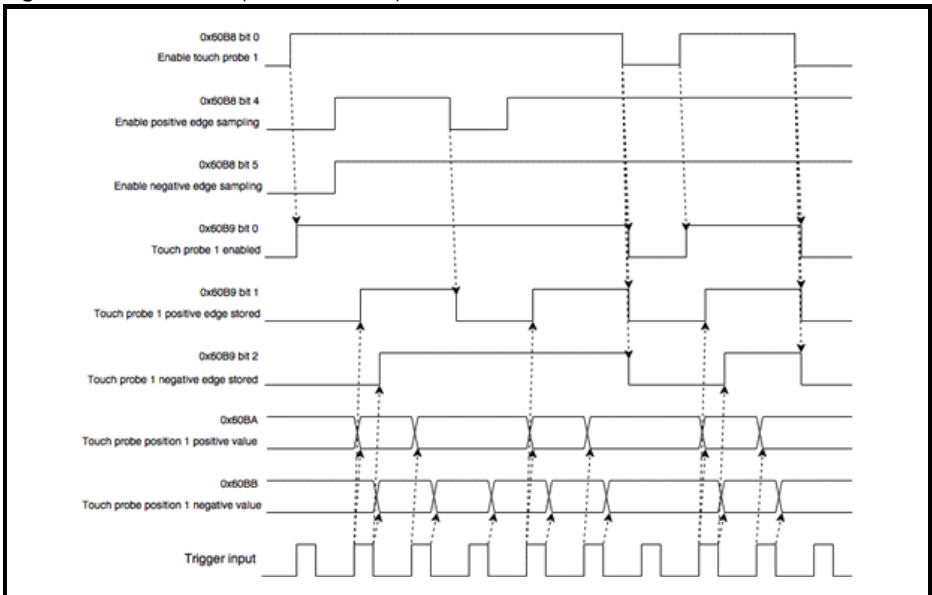 0x60B8 bit 0
Enable touch probe 1
0x60B8 bit 4
Enable positive edge sampling
0x60B8 bit 5
Enable negative edge sampling
0x60B9 bit 0
Touch probe 1 enabled
0x60B9 bit 1
Touch probe 1 positive edge stored
0x60B9 bit 2
Touch probe 1 negative edge stored
0x60BA
Touch probe position 1 positive value
0x60BB
Touch probe position 1 negative value
Trigger input